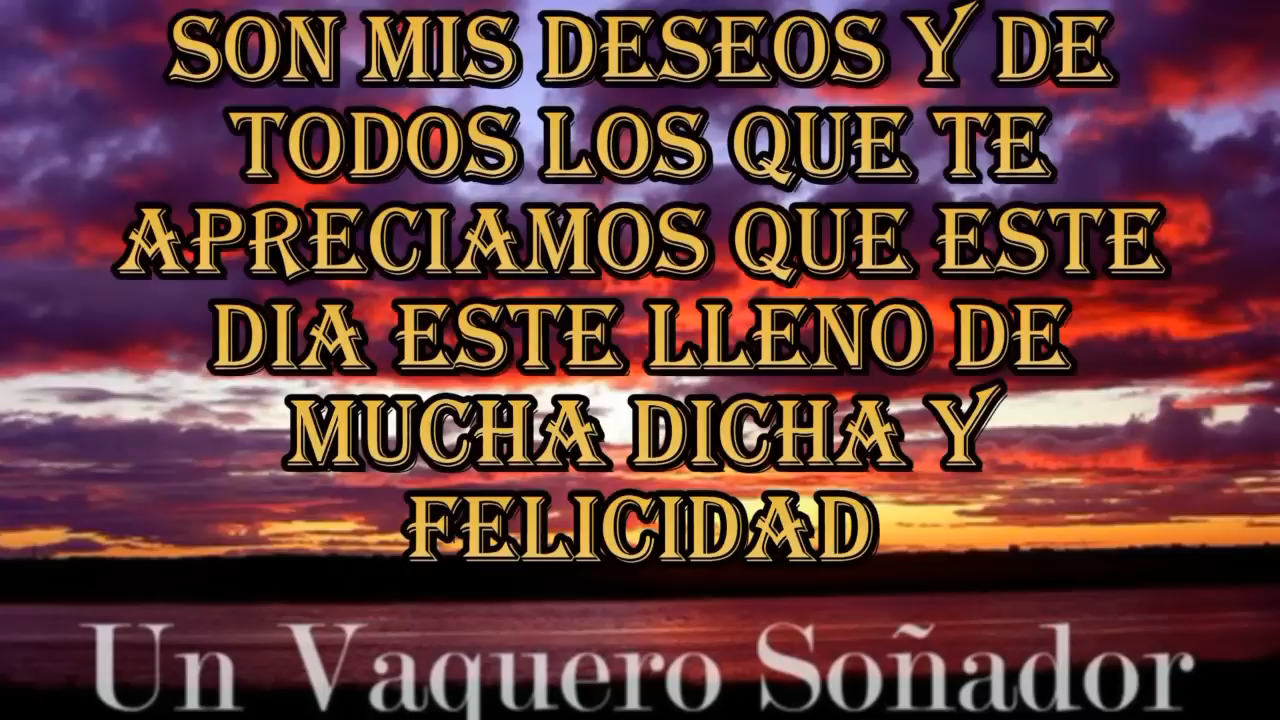 SON MIS DESEOS Y DE
TODOS LOS QUE TE
APRECIAMOS QUE ESTE
DIA ESTE LLENO DE
MUCHA DICHA Y
FELICIDAD
Un Vaquero Soñador